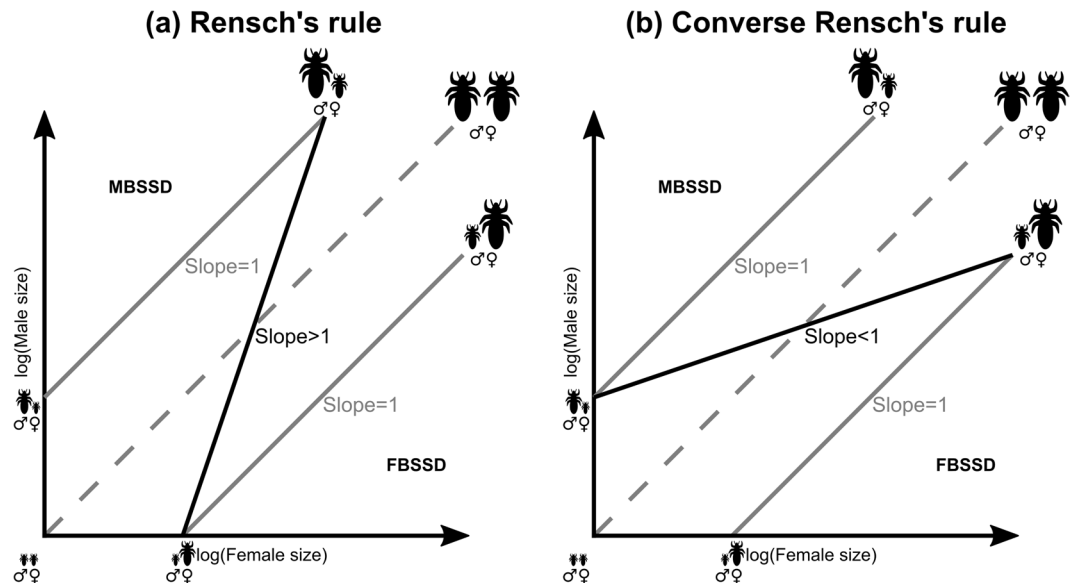 (a) Rensch's rule
(b) Converse Rensch's rule
♂♀
♂♀
♂♀
MBSSD
Slope=1
Slope>1
Slope=1
FBSSD
log(Male size)
♂♀
♂♀
♂♀
log(Female size)
♂♀
♂♀
♂♀
MBSSD
Slope=1
Slope<1
Slope=1
FBSSD
log(Male size)
♂♀
♂♀
♂♀
log(Female size)